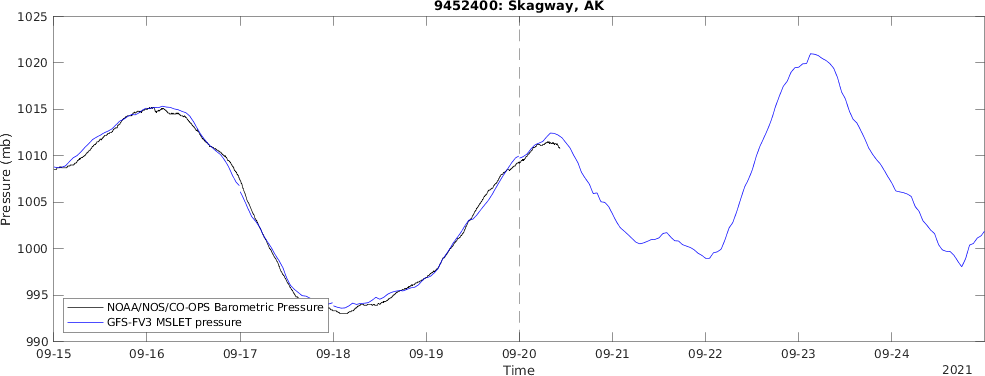 9452400: Skagway, AK
Pressure (mb)
1025
1020
1015
1010
1005
1000
995
990
NOAA/NOS/CO-OPS Barometric Pressure
GFS-FV3 MSLET pressure
09-15 09-16 09-17 09-18 09-19 09-20 09-21 09-22 09-23 09-24
Time
2021